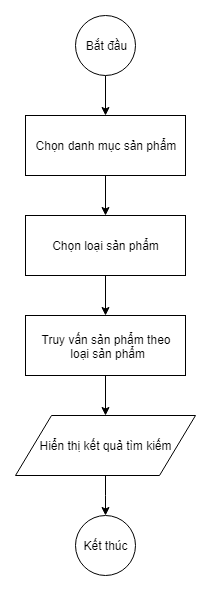 Bắt đầu
Chọn danh mục sản phẩm
Chọn loại sản phẩm
Truy vấn sản phẩm theo
loại sản phẩm
Hiển thị kết quả tìm kiếm
Kết thúc